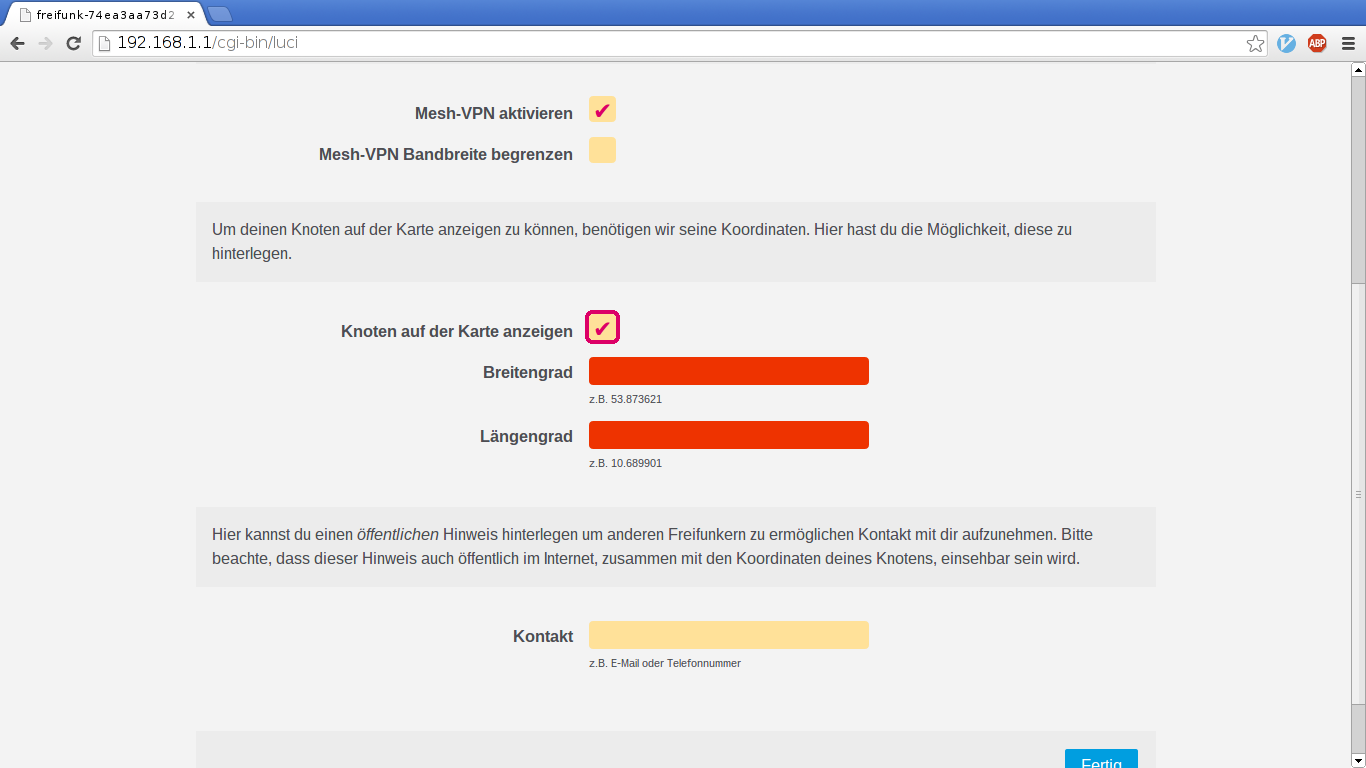 freifunk-74ea3aa73d2
192.168.1.1/cgi-bin/luci
ABP
Mesh-VPN aktivieren
Mesh-VPN Bandbreite begrenzen
Um deinen Knoten auf der Karte anzeigen zu können, benötigen wir seine Koordinaten. Hier hast du die Möglichkeit, diese zu
hinterlegen.
Knoten auf der Karte anzeigen
Breitengrad
z.B. 53.873621
Längengrad
z.B. 10.689901
Hier kannst du einen öffentlichen Hinweis hinterlegen um anderen Freifunkern zu ermöglichen Kontakt mit dir aufzunehmen. Bitte
beachte, dass dieser Hinweis auch öffentlich im Internet, zusammen mit den Koordinaten deines Knotens, einsehbar sein wird.
Kontakt
z.B. E-Mail oder Telefonnummer
Fertig